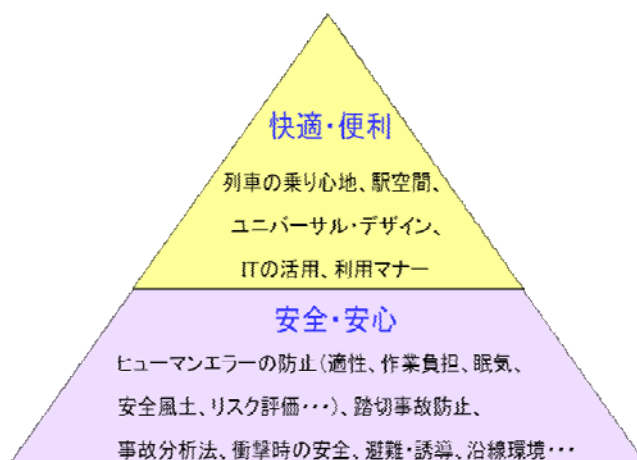 快適・便利
列車の乗り心地、駅空間、
ユニバーサル・デザイン、
ITの活用、利用マナー
安全・安心
ヒューマンエラーの防止(適性、作業負担、眠気、
安全風土、リスク評価・・・)、踏切事故防止、
事故分析法、衝撃時の安全、避難・誘導、沿線環境・・・